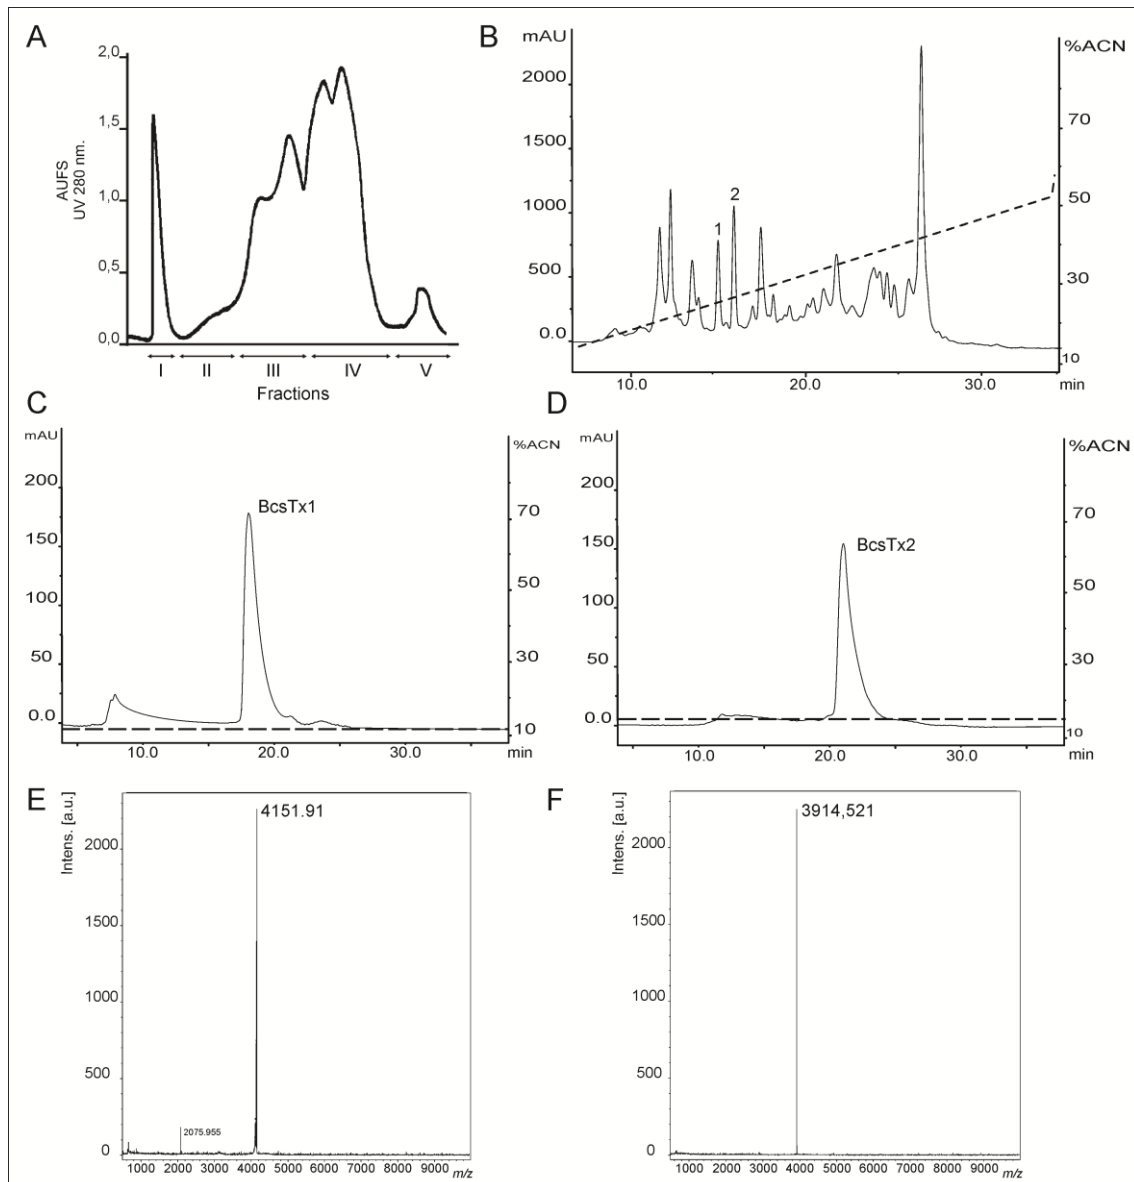 A
AUFS
UV 280 nm.
2,0
1,5
1,0
0,5
0,0
I II III IV V
Fractions
B
mAU
%ACN
2000
1500
1000
500
0.0
70
50
30
10
1
2
10.0 20.0 30.0
min
C
mAU
%ACN
200
150
100
50
0.0
70
50
30
10
BcsTx1
10.0 20.0 30.0 min
D
mAU
%ACN
200
150
100
50
0.0
70
50
30
10
BcsTx2
10.0 20.0 30.0 min
E
Intens. [a.u.]
4151.91
2000
1500
1000
500
0
2075.955
1000 2000 3000 4000 5000 6000 7000 8000 9000 m/z
F
Intens. [a.u.]
3914,521
2000
1500
1000
500
0
1000 2000 3000 4000 5000 6000 7000 8000 9000 m/z